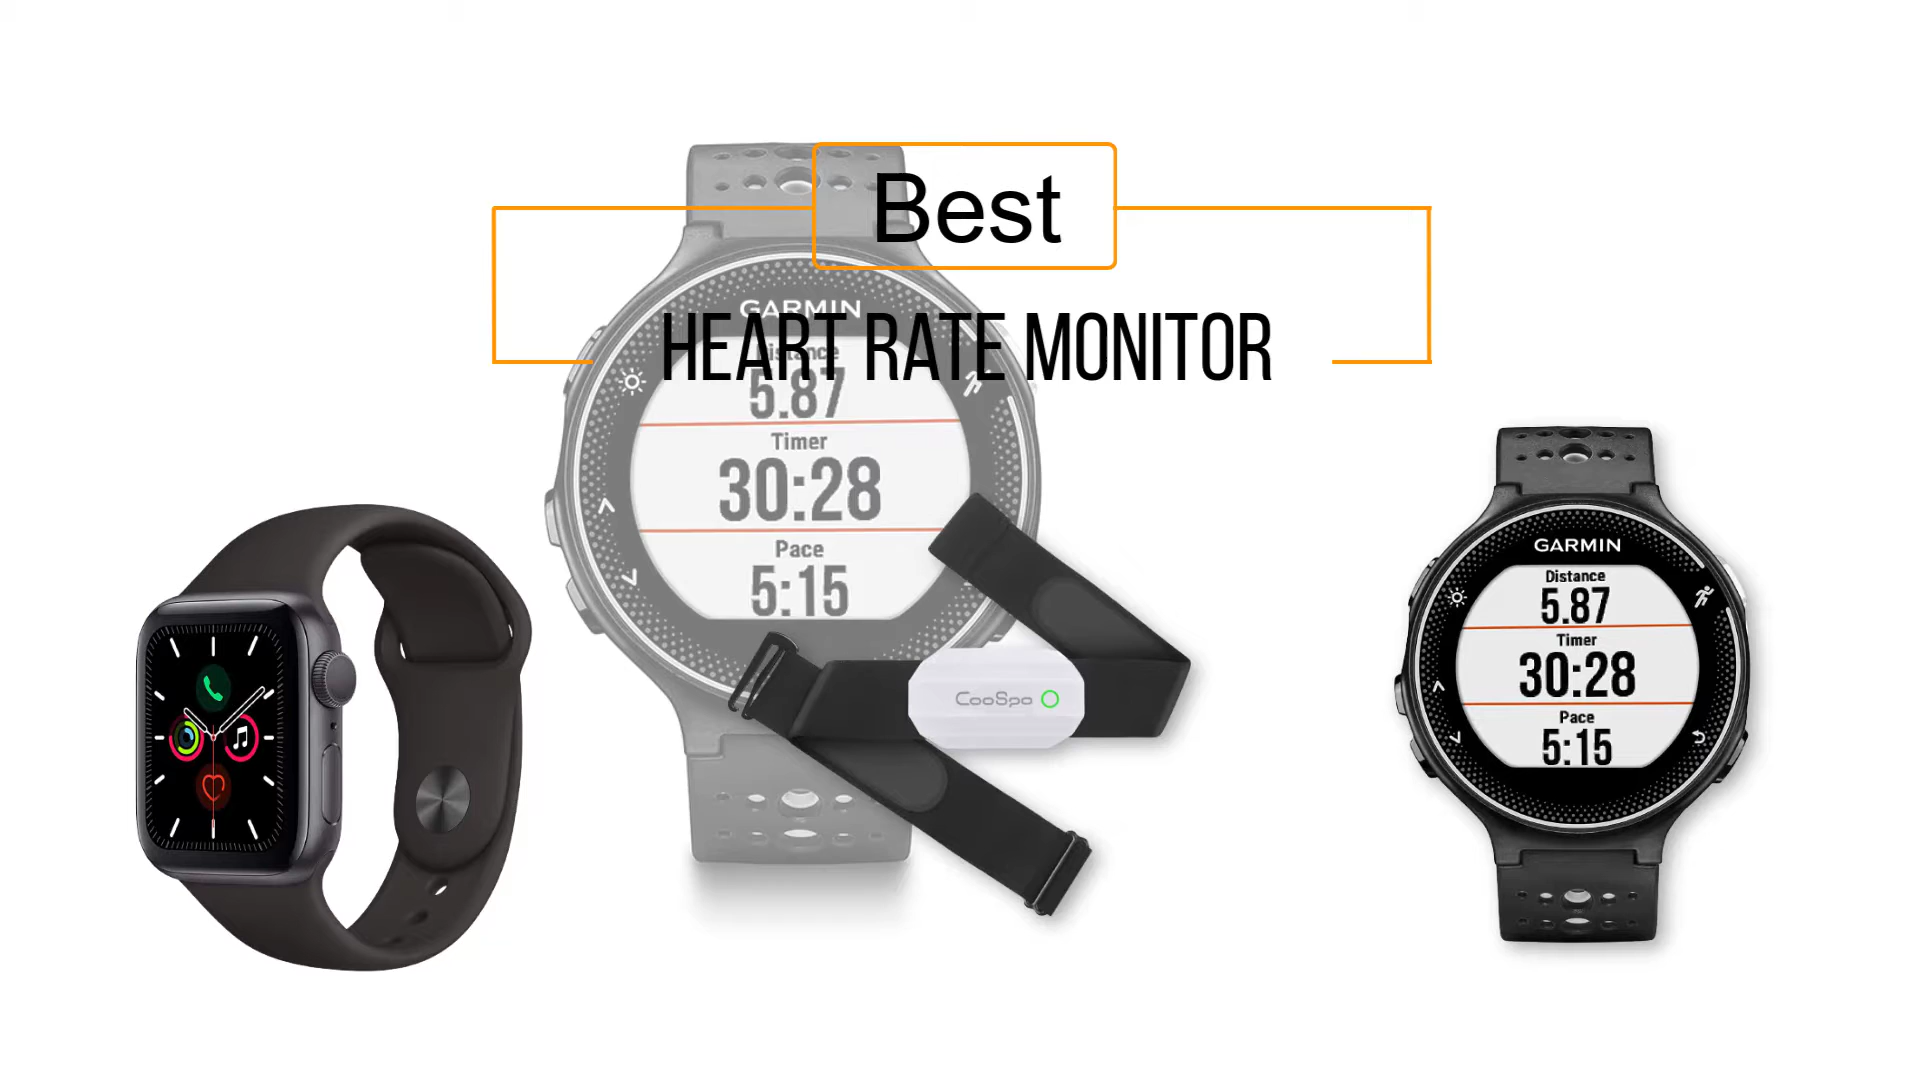 Best
HEART RATE MONITOR
GARMIN
Distance
5.87
Timer
30:28
Pace
5:15
CooSpo
GARMIN
Distance
5.87
Timer
30:28
Pace
5:15